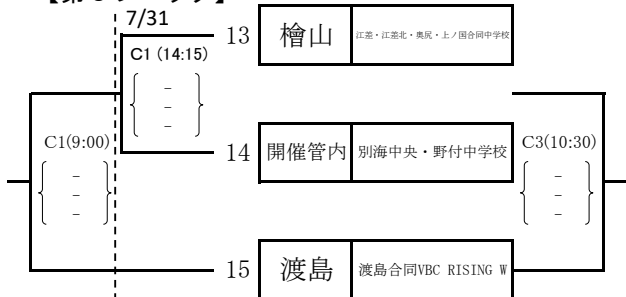 7/31
13 檜山 江差・江差北・奥尻・上ノ国合同中学校
C1 (14:15)
－
－
－
C1(9:00)
－
－
－
14 開催管内 別海中央・野付中学校
C3(10:30)
－
－
－
15 渡島 渡島合同VBC RISING W